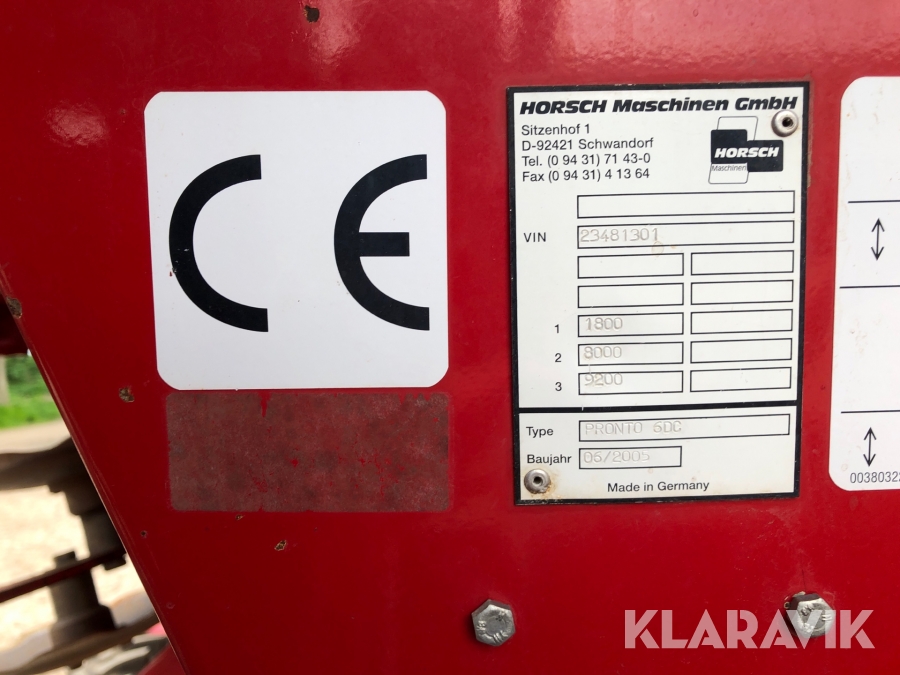 CE
HORSCH Maschinen GmbH
Sitzenhof 1
D-92421 Schwandorf
Tel. (0 94 31) 71 43-0
Fax (0 94 31) 4 13 64
HORSCH
Maschinen
VIN 23481301
1 1800
2 8000
3 9200
Type PRONTO 6DC
Baujahr 06/2005
Made in Germany
0038032
KLARAVIK